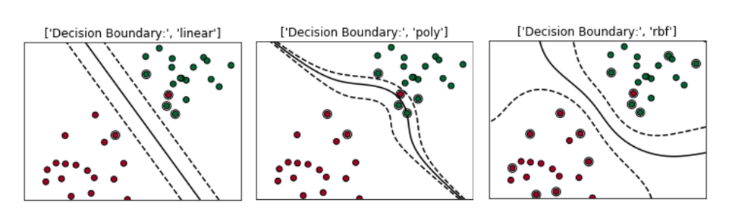 ['Decision Boundary:', 'linear']
['Decision Boundary:', 'poly']
['Decision Boundary:', 'rbf']